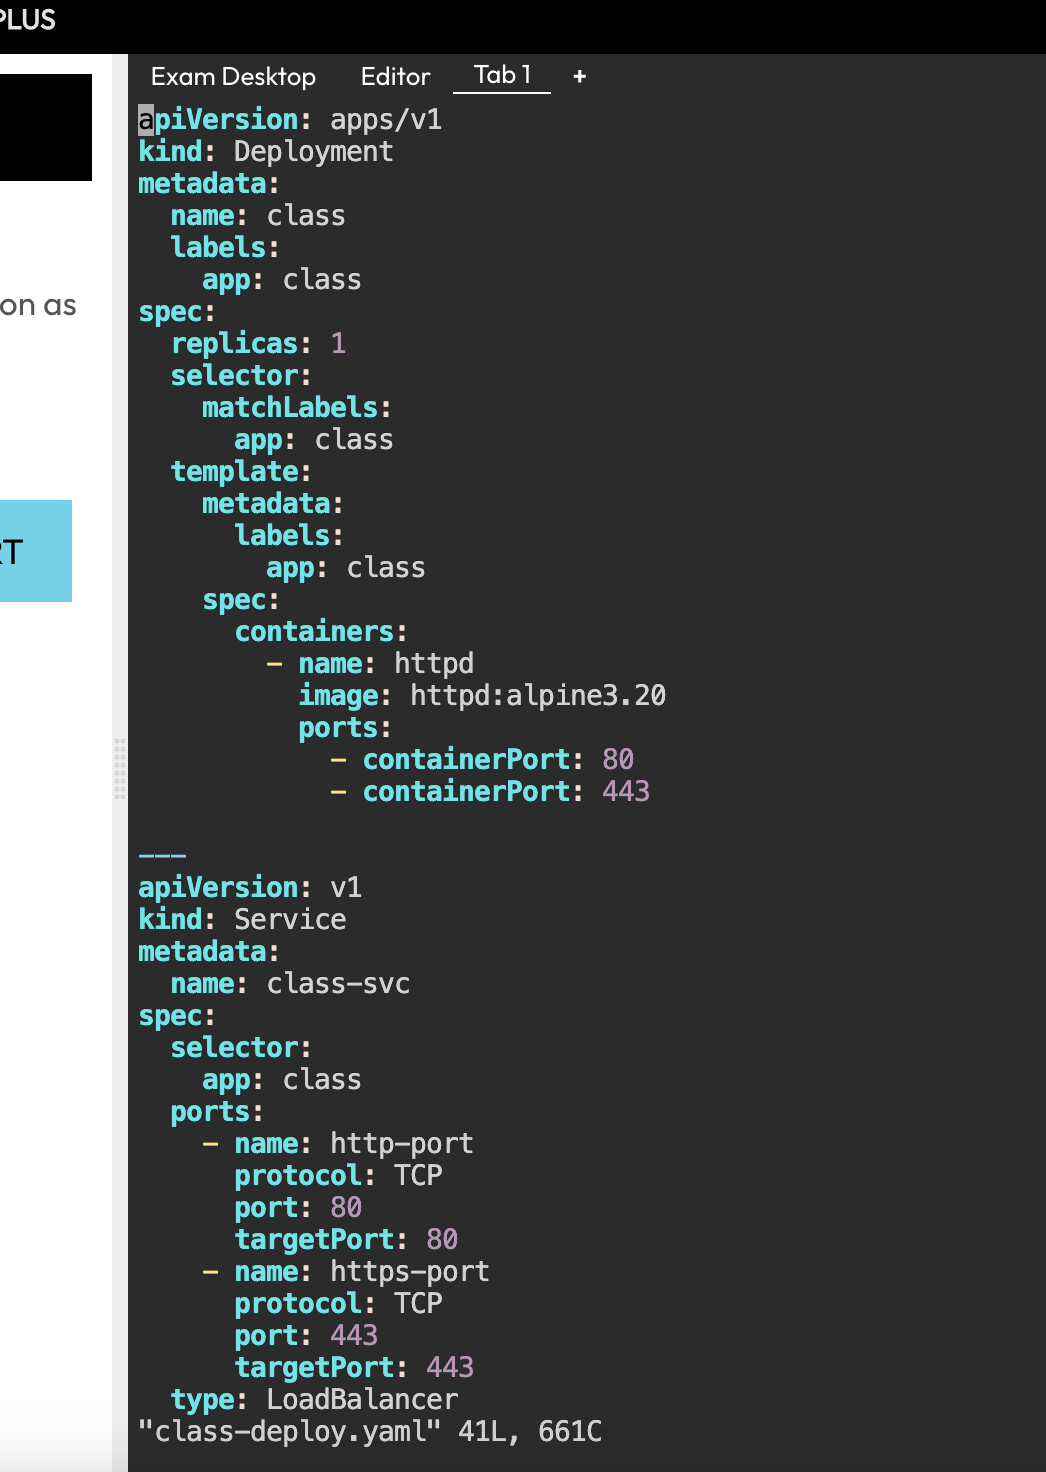 PLUS
Exam Desktop Editor Tab 1 +
on as
RT
apiVersion: apps/v1
kind: Deployment
metadata:
  name: class
  labels:
    app: class
spec:
  replicas: 1
  selector:
    matchLabels:
      app: class
  template:
    metadata:
      labels:
        app: class
    spec:
      containers:
        - name: httpd
          image: httpd:alpine3.20
          ports:
            - containerPort: 80
            - containerPort: 443

---
apiVersion: v1
kind: Service
metadata:
  name: class-svc
spec:
  selector:
    app: class
  ports:
    - name: http-port
      protocol: TCP
      port: 80
      targetPort: 80
    - name: https-port
      protocol: TCP
      port: 443
      targetPort: 443
  type: LoadBalancer
"class-deploy.yaml" 41L, 661C